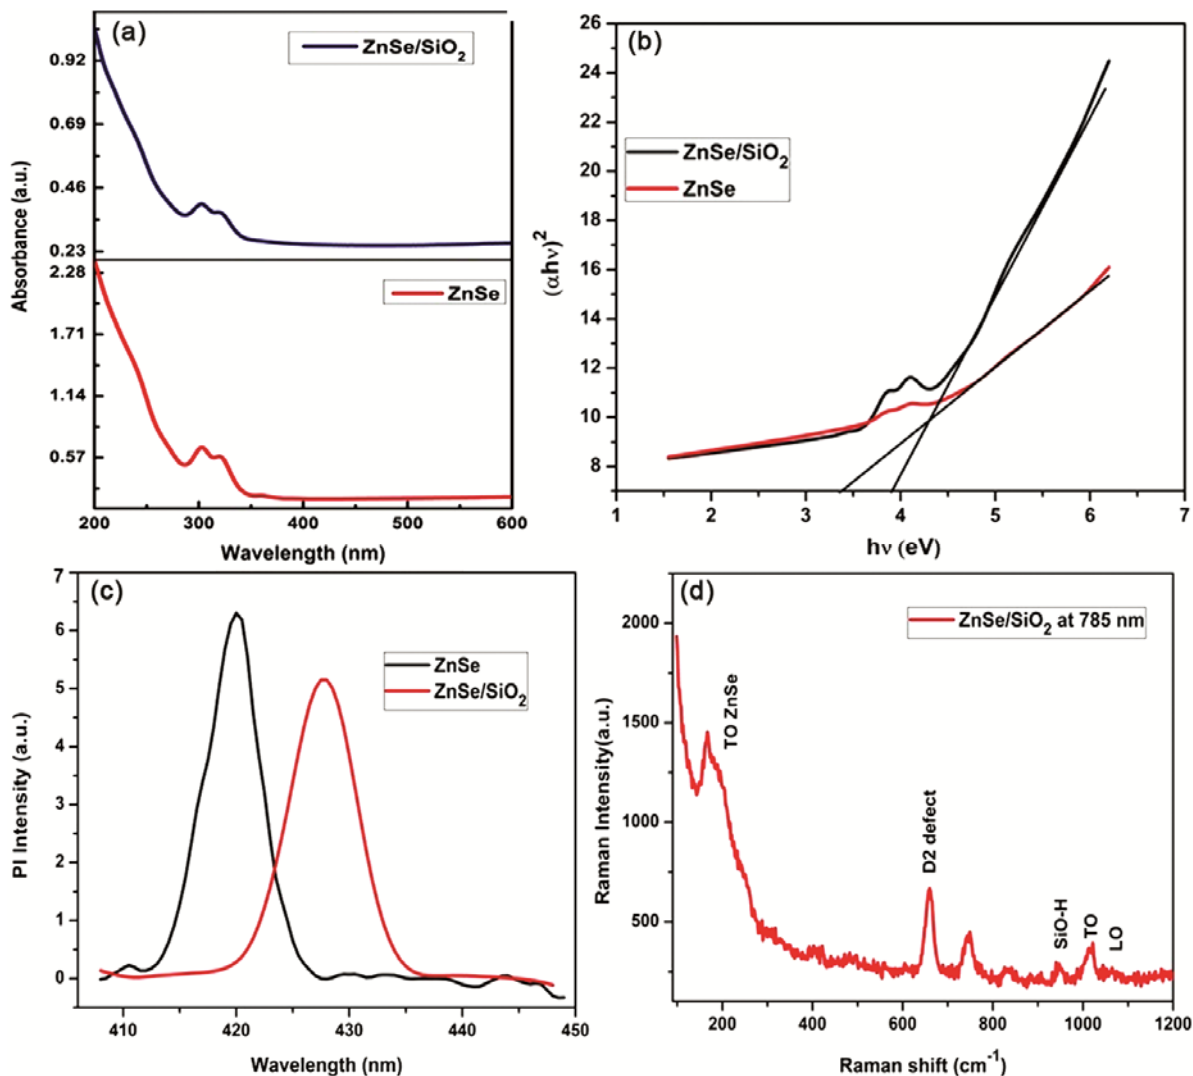 (a)
ZnSe/SiO2
0.92
0.69
0.46
0.23
Absorbance (a.u.)
ZnSe
2.28
1.71
1.14
0.57
200 300 400 500 600
Wavelength (nm)
(b)
26
24
22
20
18
16
14
12
10
8
(αhν)2
ZnSe/SiO2
ZnSe
1 2 3 4 5 6 7
hν (eV)
(c)
7
6
5
4
3
2
1
0
PI Intensity (a.u.)
ZnSe
ZnSe/SiO2
410 420 430 440 450
Wavelength (nm)
(d)
ZnSe/SiO2 at 785 nm
2000
1500
1000
500
Raman Intensity(a.u.)
TO ZnSe
D2 defect
SiO-H
TO
LO
200 400 600 800 1000 1200
Raman shift (cm-1)